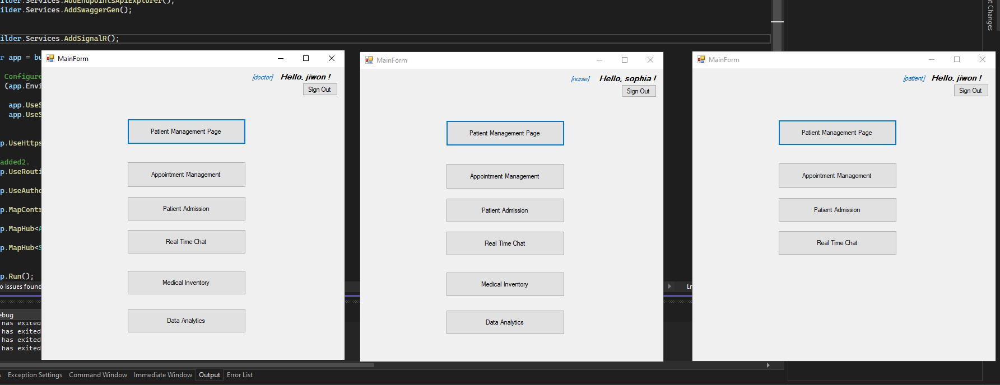 ilder.Services.AddEndpointsApiExplorer();
ilder.Services.AddSwaggerGen();
ilder.Services.AddSignalR();
r app = bu
Configure
(app.Envi
app.UseS
app.UseS
p.UseHttps
added2.
p.UseRouti
p.UseAutho
p.MapContr
p.MapHub<A
p.MapHub<S
p.Run();
o issues found
Ln
ebug
has exited
has exited
has exited
has exited
Exception Settings
Command Window
Immediate Window
Output
Error List
it Changes
MainForm
[doctor]
Hello, jiwon !
Sign Out
Patient Management Page
Appointment Management
Patient Admission
Real Time Chat
Medical Inventory
Data Analytics
MainForm
[nurse]
Hello, sophia !
Sign Out
Patient Management Page
Appointment Management
Patient Admission
Real Time Chat
Medical Inventory
Data Analytics
MainForm
[patient]
Hello, jiwon !
Sign Out
Patient Management Page
Appointment Management
Patient Admission
Real Time Chat